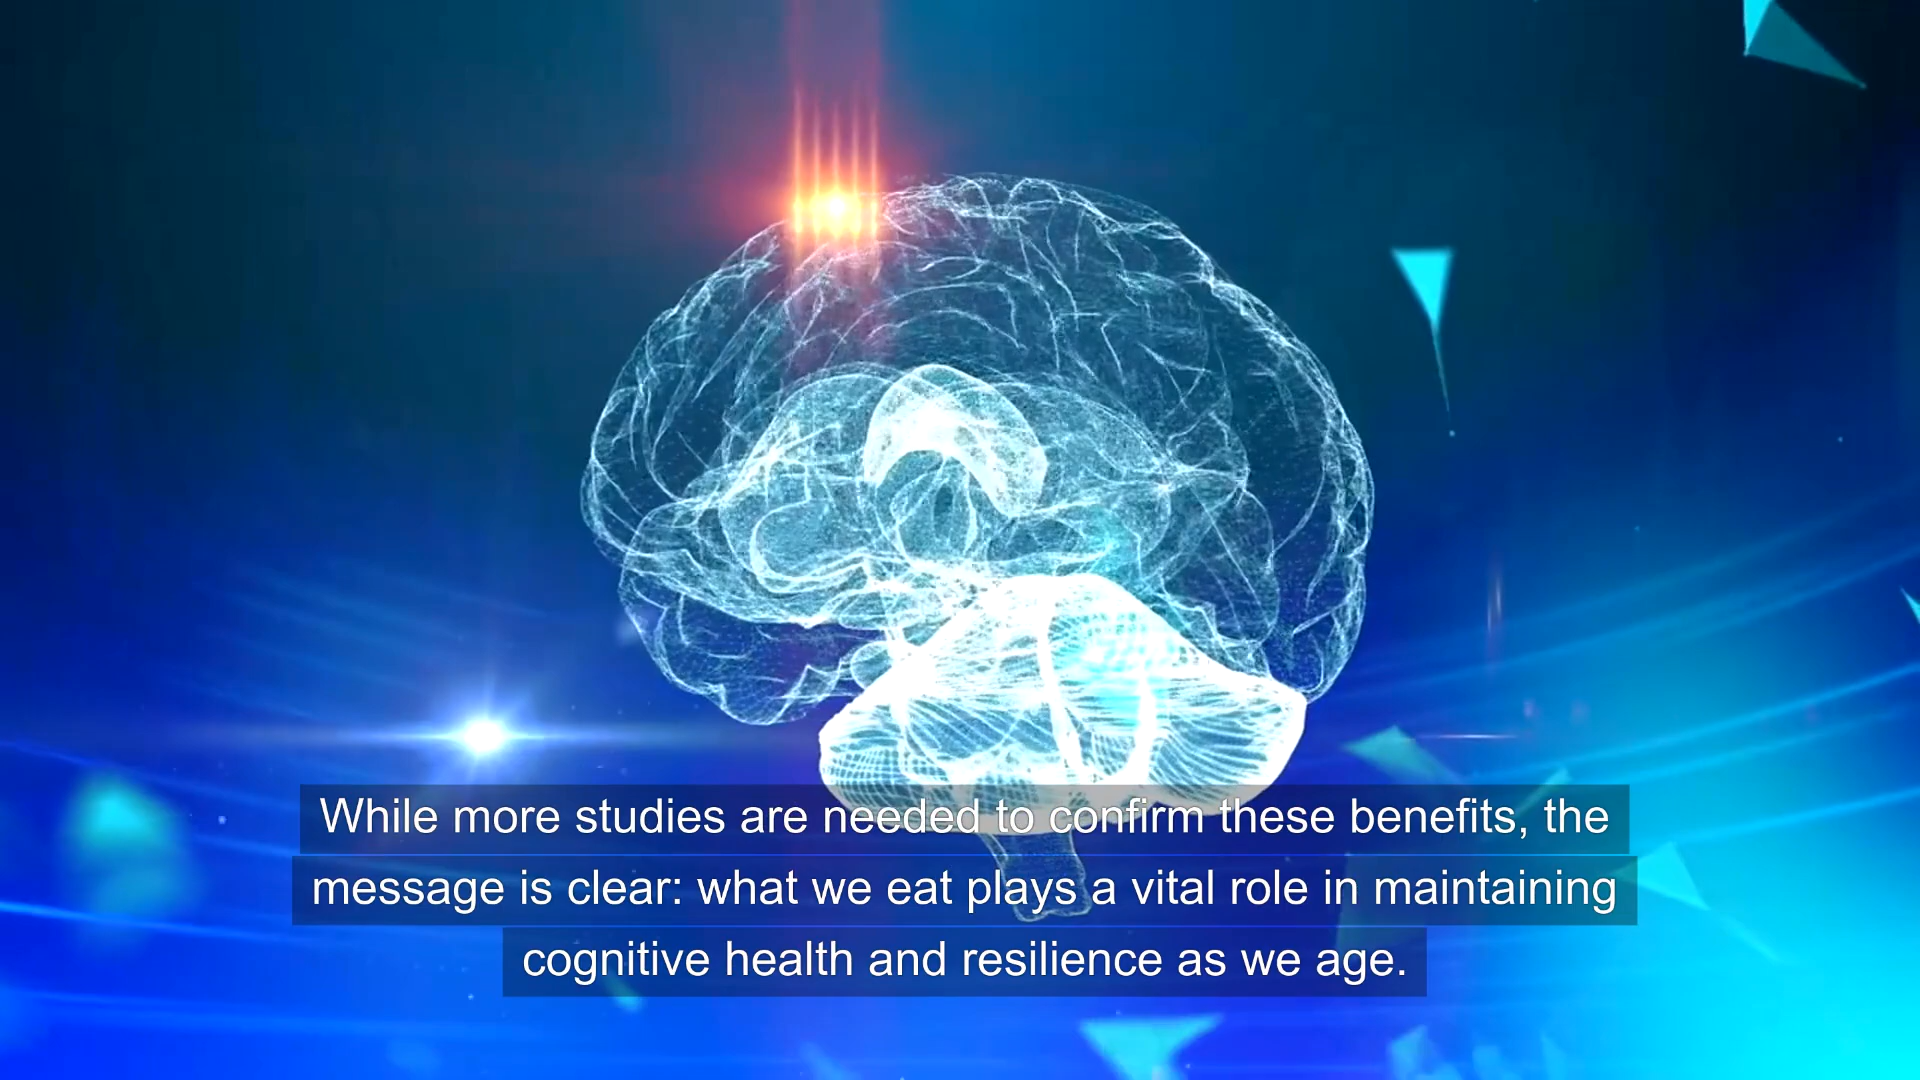 While more studies are needed to confirm these benefits, the
message is clear: what we eat plays a vital role in maintaining
cognitive health and resilience as we age.